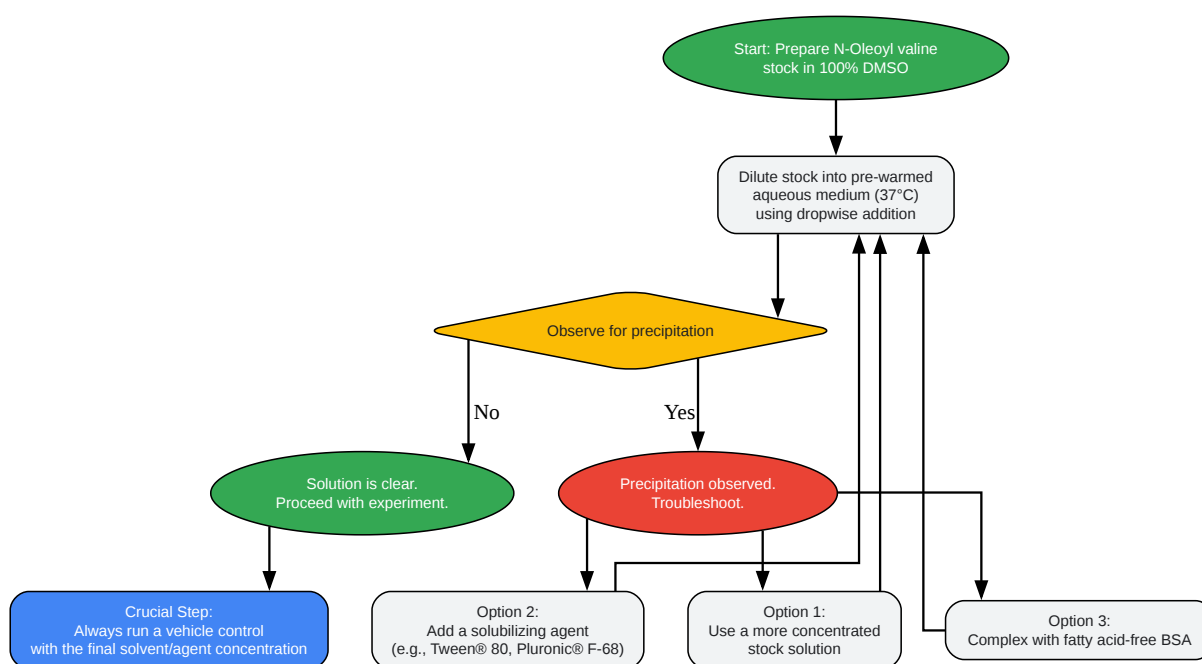 Start: Prepare N-Oleoyl valine
stock in 100% DMSO
Dilute stock into pre-warmed
aqueous medium (37°C)
using dropwise addition
Observe for precipitation
No
Yes
Solution is clear.
Proceed with experiment.
Precipitation observed.
Troubleshoot.
Crucial Step:
Always run a vehicle control
with the final solvent/agent concentration
Option 2:
Add a solubilizing agent
(e.g., Tween® 80, Pluronic® F-68)
Option 1:
Use a more concentrated
stock solution
Option 3:
Complex with fatty acid-free BSA